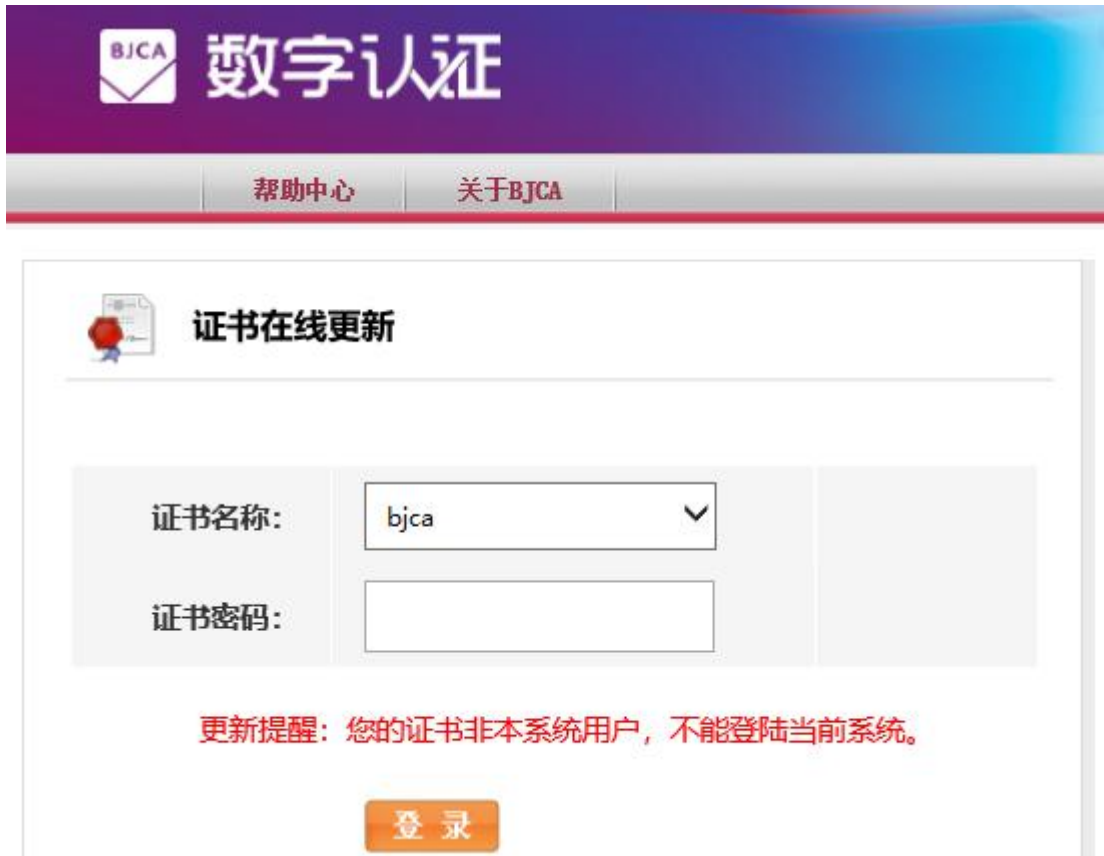 BJCA 数字认证
帮助中心 关于BJCA
证书在线更新
证书名称： bjca
证书密码：
更新提醒：您的证书非本系统用户，不能登陆当前系统。
登 录